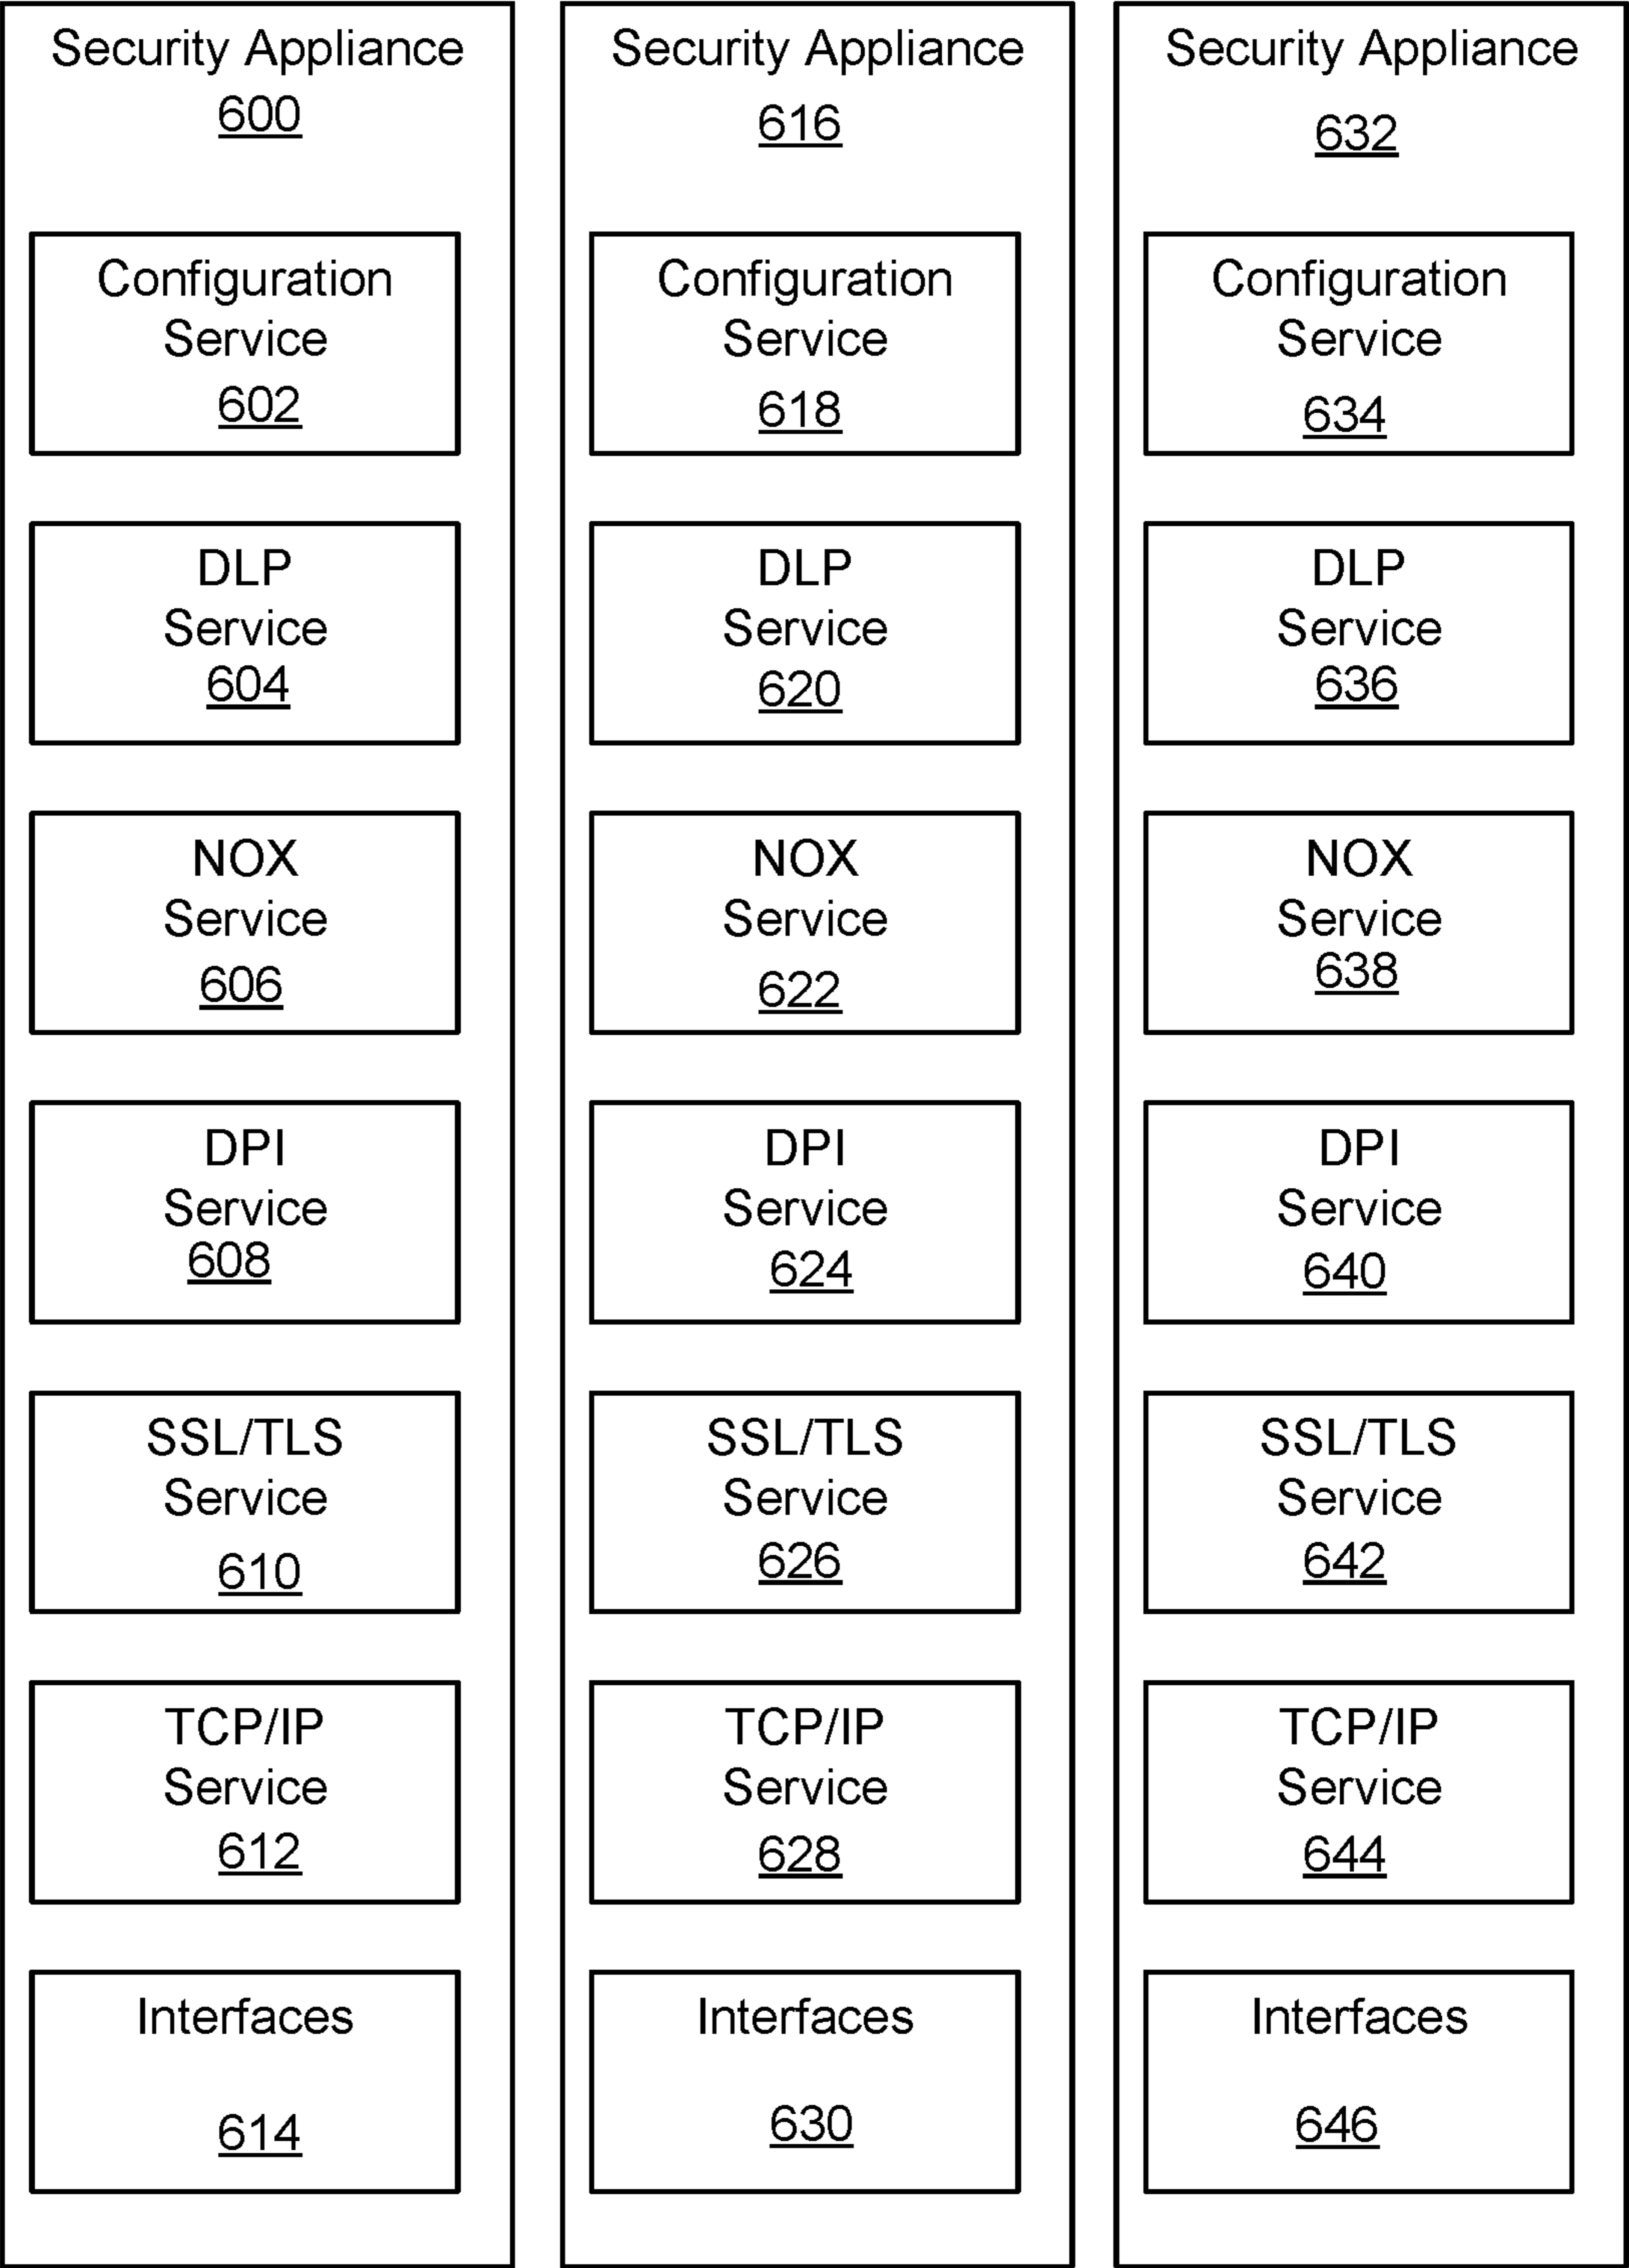 Security Appliance
600
Configuration
Service
602
DLP
Service
604
NOX
Service
606
DPI
Service
608
SSL/TLS
Service
610
TCP/IP
Service
612
Interfaces
614
Security Appliance
616
Configuration
Service
618
DLP
Service
620
NOX
Service
622
DPI
Service
624
SSL/TLS
Service
626
TCP/IP
Service
628
Interfaces
630
Security Appliance
632
Configuration
Service
634
DLP
Service
636
NOX
Service
638
DPI
Service
640
SSL/TLS
Service
642
TCP/IP
Service
644
Interfaces
646